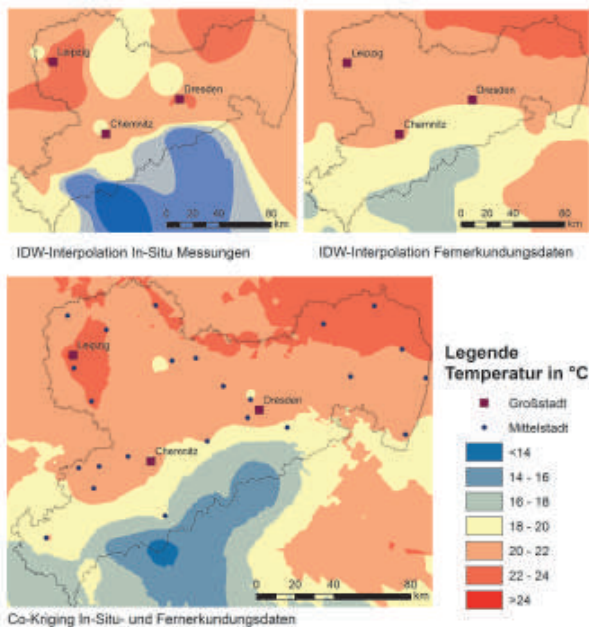 Leipzig
Dresden
Chemnitz
0 20 40 80
km
IDW-Interpolation In-Situ Messungen
Leipzig
Dresden
Chemnitz
0 20 40 80
km
IDW-Interpolation Fernerkundungsdaten
Leipzig
Dresden
Chemnitz
0 20 40 80
km
Co-Kriging In-Situ- und Fernerkundungsdaten
Legende
Temperatur in °C
Großstadt
Mittelstadt
<14
14 - 16
16 - 18
18 - 20
20 - 22
22 - 24
>24